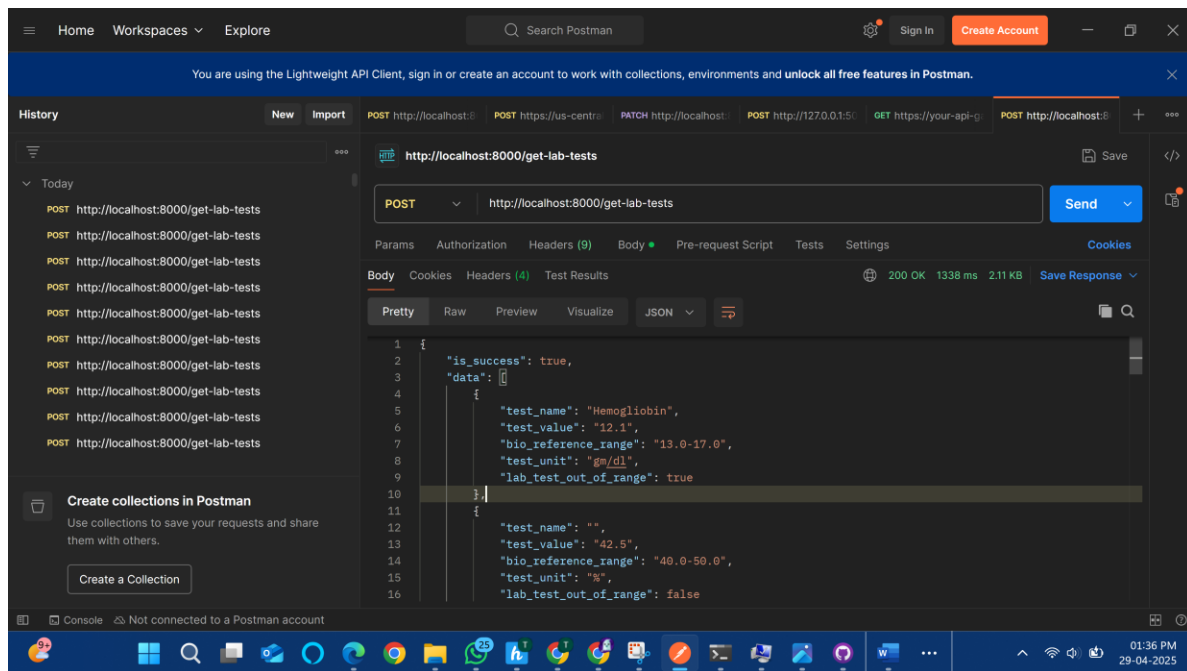 Home Workspaces Explore Search Postman Sign In Create Account
You are using the Lightweight API Client, sign in or create an account to work with collections, environments and unlock all free features in Postman.
History New Import POST http://localhost:8 POST https://us-centra PATCH http://localhost: POST http://127.0.0.1:50 GET https://your-api-g POST http://localhost:8
HTTP http://localhost:8000/get-lab-tests Save
Today
POST http://localhost:8000/get-lab-tests
POST http://localhost:8000/get-lab-tests
POST http://localhost:8000/get-lab-tests
POST http://localhost:8000/get-lab-tests
POST http://localhost:8000/get-lab-tests
POST http://localhost:8000/get-lab-tests
POST http://localhost:8000/get-lab-tests
POST http://localhost:8000/get-lab-tests
POST http://localhost:8000/get-lab-tests
POST http://localhost:8000/get-lab-tests
Create collections in Postman
Use collections to save your requests and share
them with others.
Create a Collection
POST http://localhost:8000/get-lab-tests Send
Params Authorization Headers (9) Body Pre-request Script Tests Settings Cookies
Body Cookies Headers (4) Test Results 200 OK 1338 ms 2.11 KB Save Response
Pretty Raw Preview Visualize JSON
1 {
2 "is_success": true,
3 "data": [
4 {
5 "test_name": "Hemogliobin",
6 "test_value": "12.1",
7 "bio_reference_range": "13.0-17.0",
8 "test_unit": "gm/dl",
9 "lab_test_out_of_range": true
10 },
11 {
12 "test_name": "",
13 "test_value": "42.5",
14 "bio_reference_range": "40.0-50.0",
15 "test_unit": "%",
16 "lab_test_out_of_range": false
Console Not connected to a Postman account
9+ 25 T T W 01:36 PM
29-04-2025